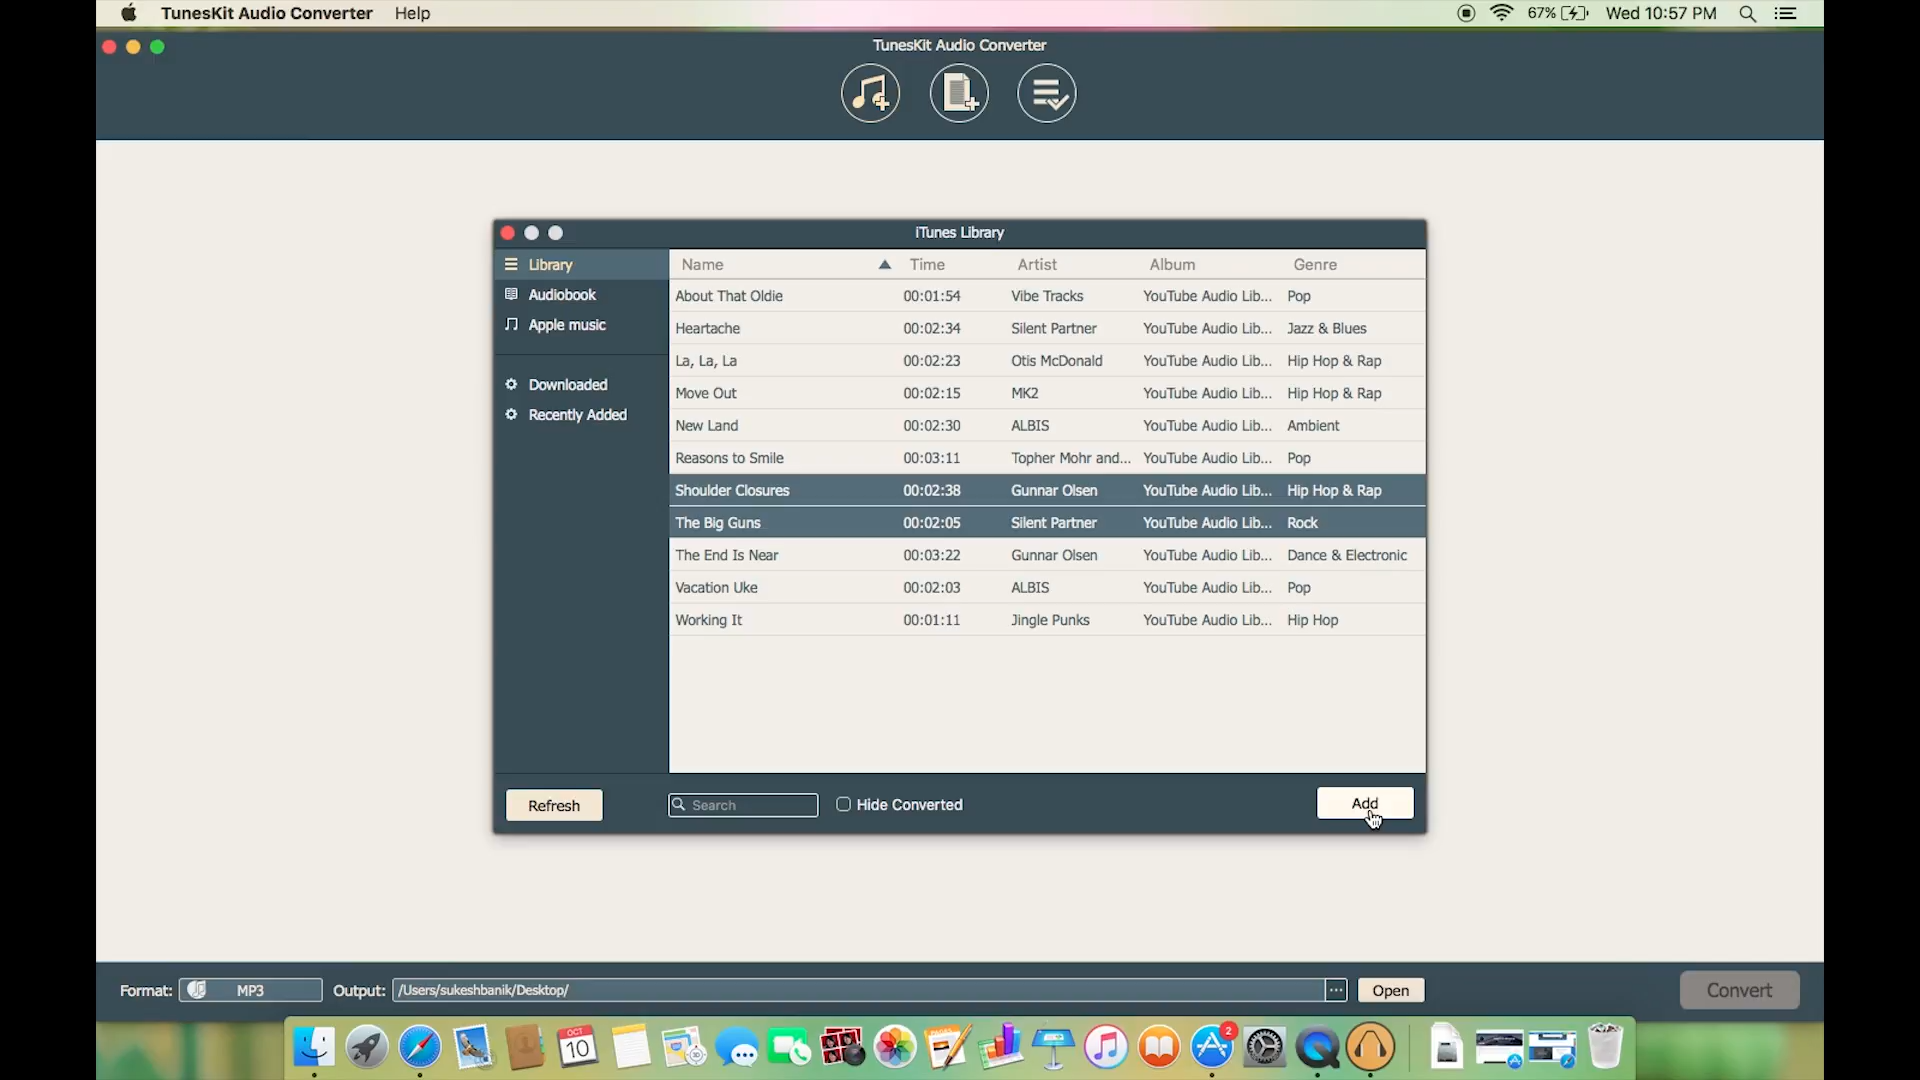 TunesKit Audio Converter Help 67% Wed 10:57 PM
TunesKit Audio Converter
iTunes Library
Library
Audiobook
Apple music
Downloaded
Recently Added
Name Time Artist Album Genre
About That Oldie 00:01:54 Vibe Tracks YouTube Audio Lib... Pop
Heartache 00:02:34 Silent Partner YouTube Audio Lib... Jazz & Blues
La, La, La 00:02:23 Otis McDonald YouTube Audio Lib... Hip Hop & Rap
Move Out 00:02:15 MK2 YouTube Audio Lib... Hip Hop & Rap
New Land 00:02:30 ALBIS YouTube Audio Lib... Ambient
Reasons to Smile 00:03:11 Topher Mohr and... YouTube Audio Lib... Pop
Shoulder Closures 00:02:38 Gunnar Olsen YouTube Audio Lib... Hip Hop & Rap
The Big Guns 00:02:05 Silent Partner YouTube Audio Lib... Rock
The End Is Near 00:03:22 Gunnar Olsen YouTube Audio Lib... Dance & Electronic
Vacation Uke 00:02:03 ALBIS YouTube Audio Lib... Pop
Working It 00:01:11 Jingle Punks YouTube Audio Lib... Hip Hop
Refresh Search Hide Converted Add
Format: MP3 Output: /Users/sukeshbanik/Desktop/ ... Open Convert
OCT
10
PAGES
2